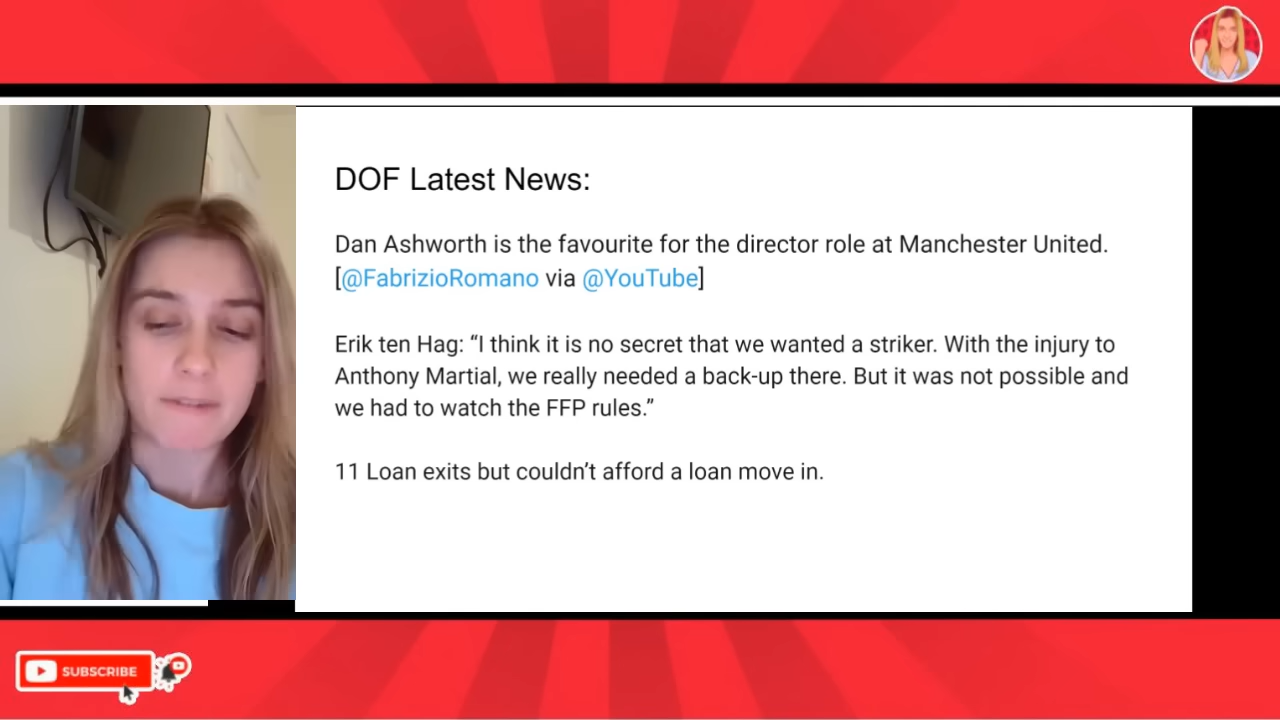 DOF Latest News:
Dan Ashworth is the favourite for the director role at Manchester United.
[@FabrizioRomano via @YouTube]
Erik ten Hag: “I think it is no secret that we wanted a striker. With the injury to
Anthony Martial, we really needed a back-up there. But it was not possible and
we had to watch the FFP rules.”
11 Loan exits but couldn’t afford a loan move in.
SUBSCRIBE